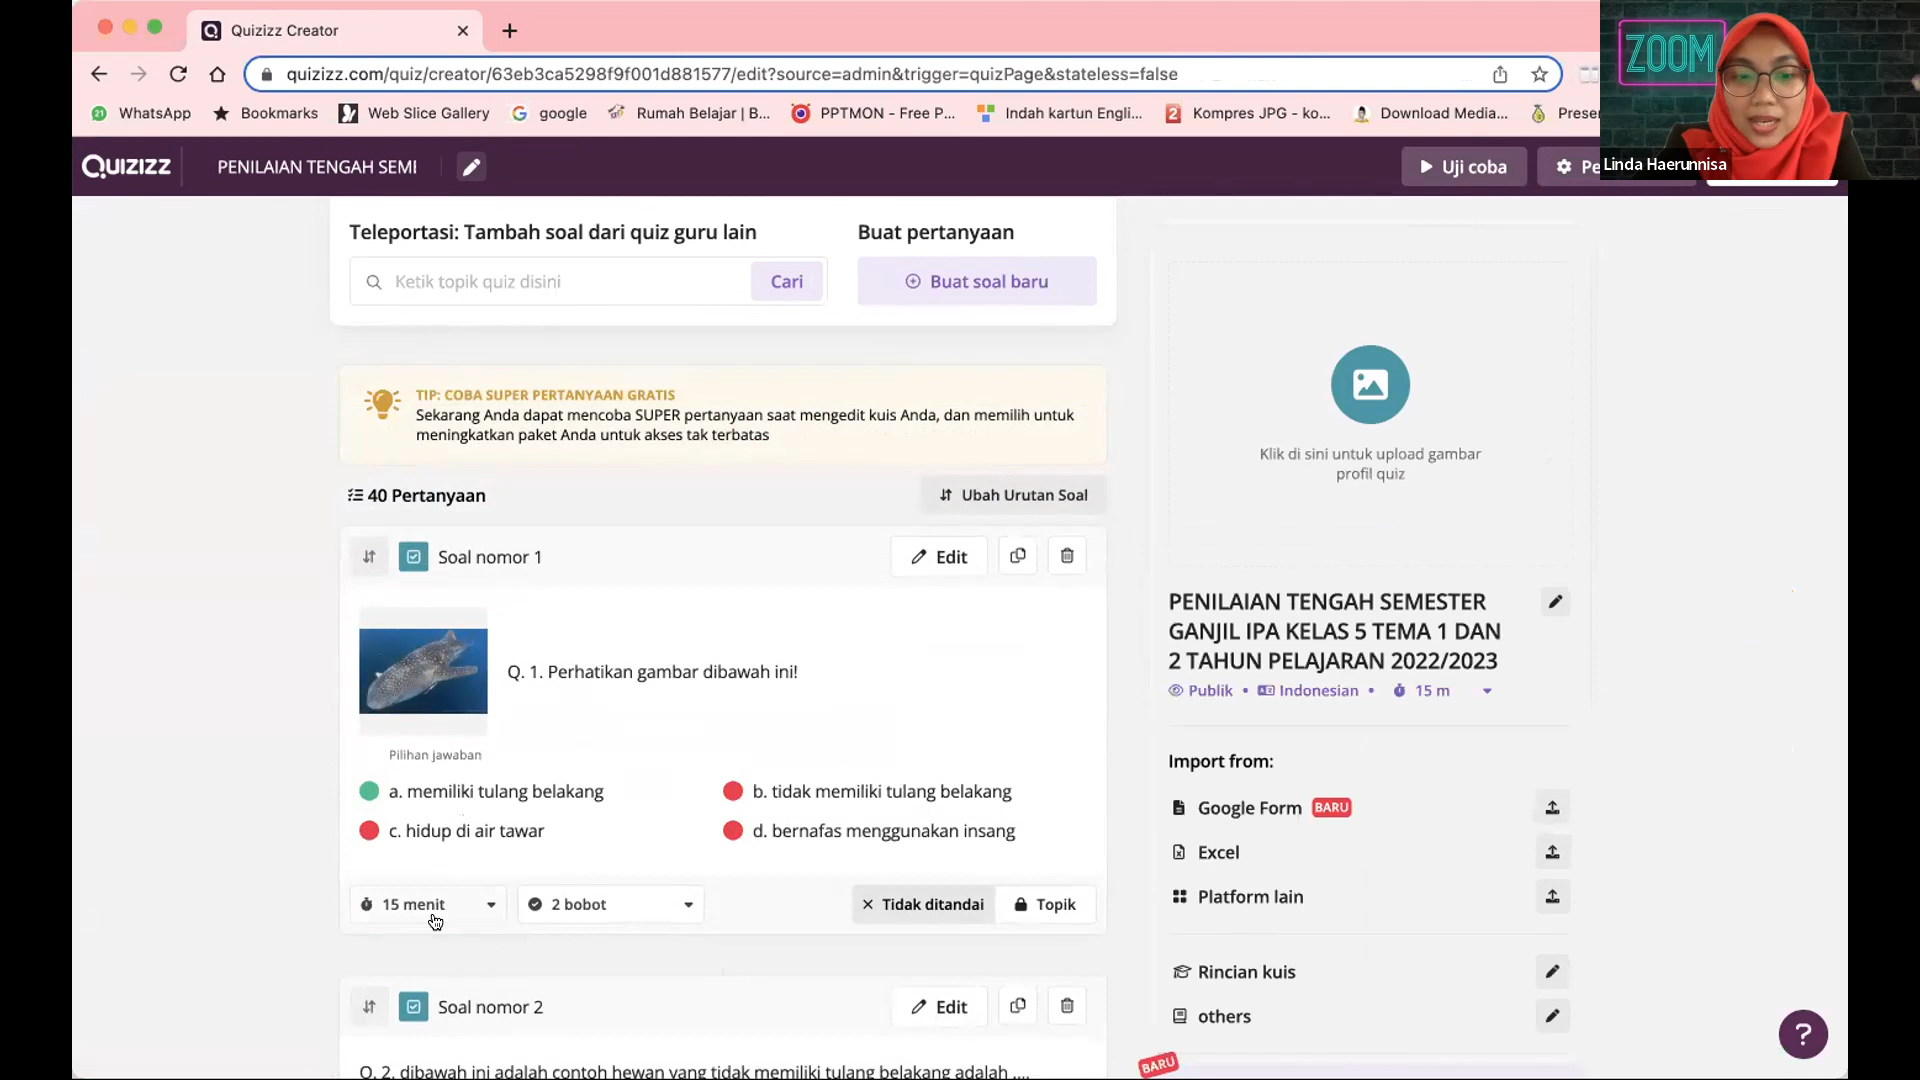 Quizizz Creator
quizizz.com/quiz/creator/63eb3ca5298f9f001d881577/edit?source=admin&trigger=quizPage&stateless=false
21 WhatsApp
Bookmarks
Web Slice Gallery
google
Rumah Belajar | B...
PPTMON - Free P...
Indah kartun Engli...
Kompres JPG - ko...
Download Media...
ZOOM
Linda Haerunnisa
Quizizz
PENILAIAN TENGAH SEMI
Uji coba
Teleportasi: Tambah soal dari quiz guru lain
Ketik topik quiz disini
Cari
Buat pertanyaan
Buat soal baru
TIP: COBA SUPER PERTANYAAN GRATIS
Sekarang Anda dapat mencoba SUPER pertanyaan saat mengedit kuis Anda, dan memilih untuk
meningkatkan paket Anda untuk akses tak terbatas
40 Pertanyaan
Ubah Urutan Soal
Soal nomor 1
Edit
Q. 1. Perhatikan gambar dibawah ini!
Pilihan jawaban
a. memiliki tulang belakang
b. tidak memiliki tulang belakang
c. hidup di air tawar
d. bernafas menggunakan insang
15 menit
2 bobot
Tidak ditandai
Topik
Soal nomor 2
Edit
Q. 2. dibawah ini adalah contoh hewan yang tidak memiliki tulang belakang adalah ....
Klik di sini untuk upload gambar
profil quiz
PENILAIAN TENGAH SEMESTER
GANJIL IPA KELAS 5 TEMA 1 DAN
2 TAHUN PELAJARAN 2022/2023
Publik • Indonesian • 15 m
Import from:
Google Form BARU
Excel
Platform lain
Rincian kuis
others
BARU
?